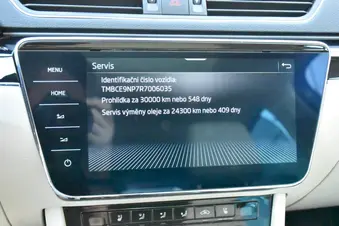 MENU
HOME
Servis
Identifikační číslo vozidla:
TMBCE9NP7R7006035
Prohlídka za 30000 km nebo 548 dny
Servis výměny oleje za 24300 km nebo 409 dny